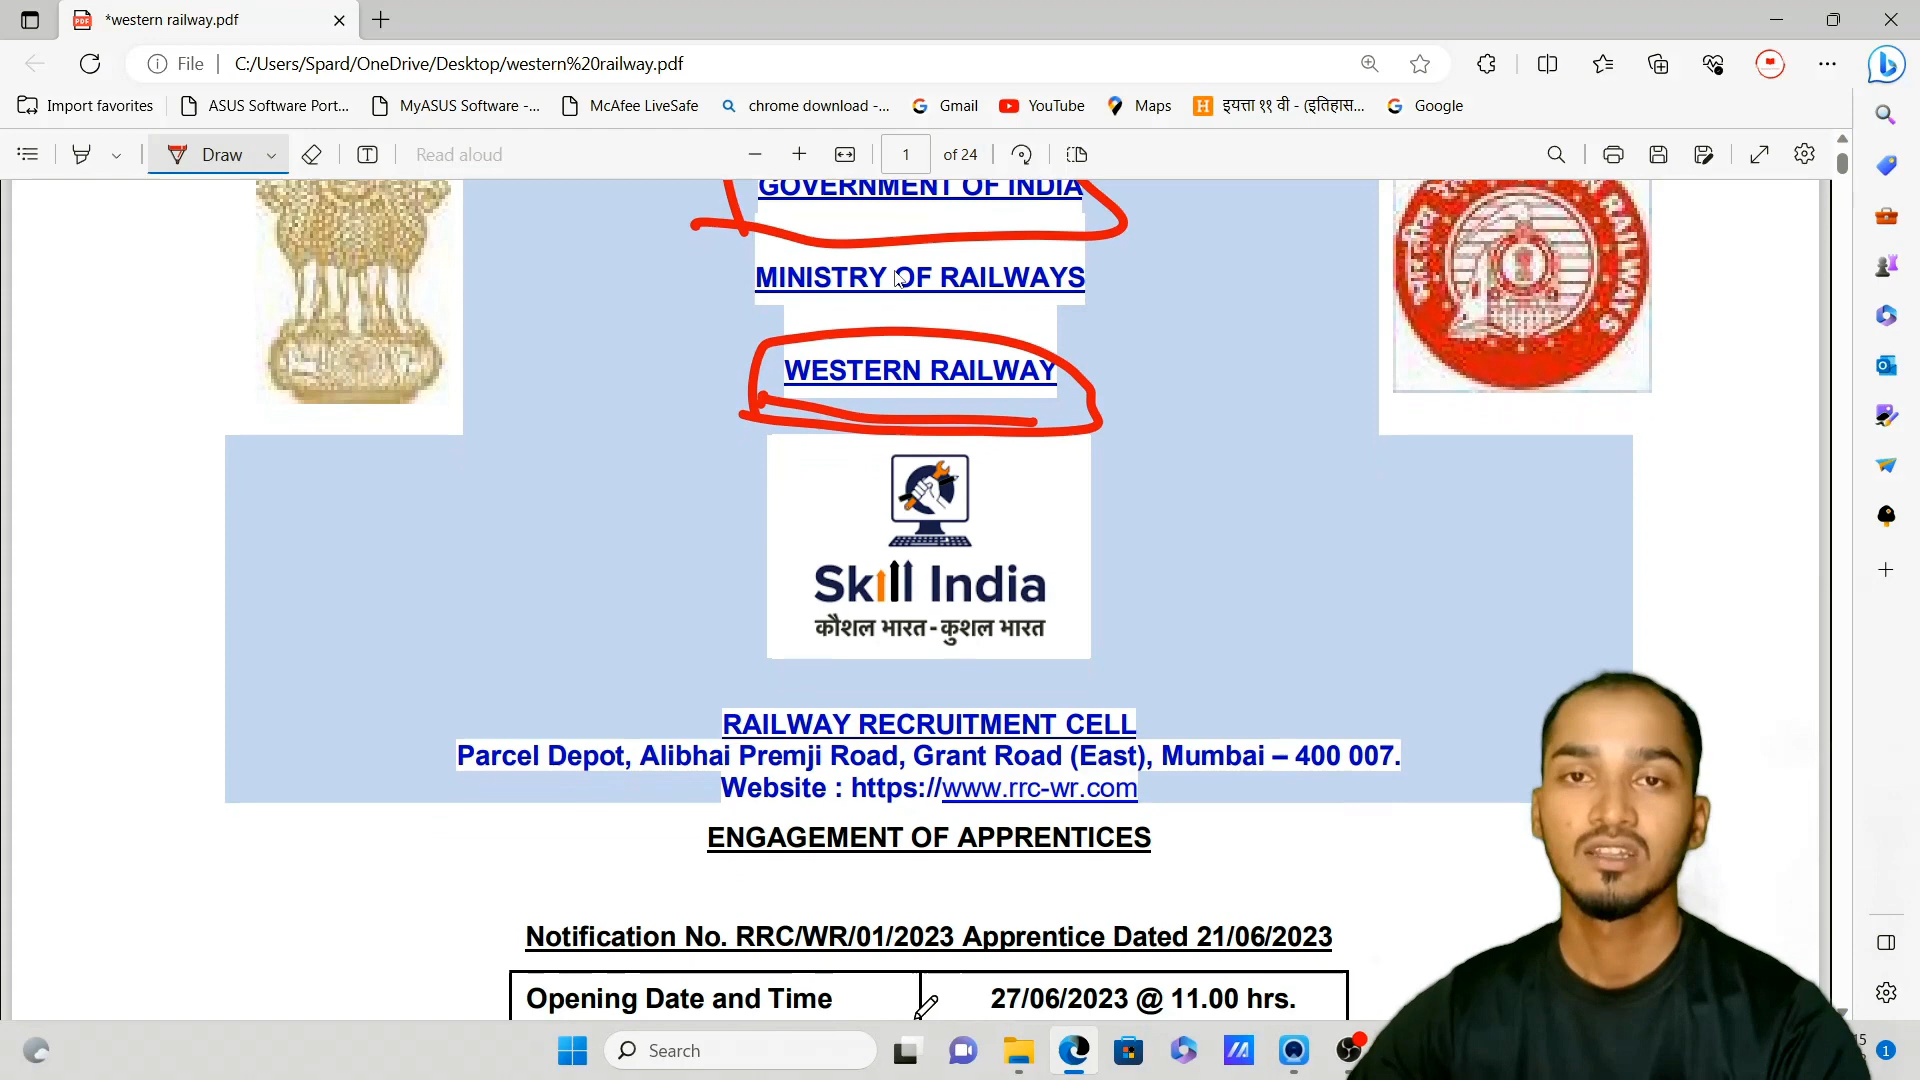 *western railway.pdf
File
C:/Users/Spard/OneDrive/Desktop/western%20railway.pdf
Import favorites
ASUS Software Port...
MyASUS Software -...
McAfee LiveSafe
chrome download -...
Gmail
YouTube
Maps
इयत्ता ११ वी - (इतिहास...
Google
Draw
Read aloud
1 of 24
GOVERNMENT OF INDIA
MINISTRY OF RAILWAYS
WESTERN RAILWAY
Skill India
कौशल भारत - कुशल भारत
RAILWAY RECRUITMENT CELL
Parcel Depot, Alibhai Premji Road, Grant Road (East), Mumbai – 400 007.
Website : https://www.rrc-wr.com
ENGAGEMENT OF APPRENTICES
Notification No. RRC/WR/01/2023 Apprentice Dated 21/06/2023
Opening Date and Time 27/06/2023 @ 11.00 hrs.
Search
1